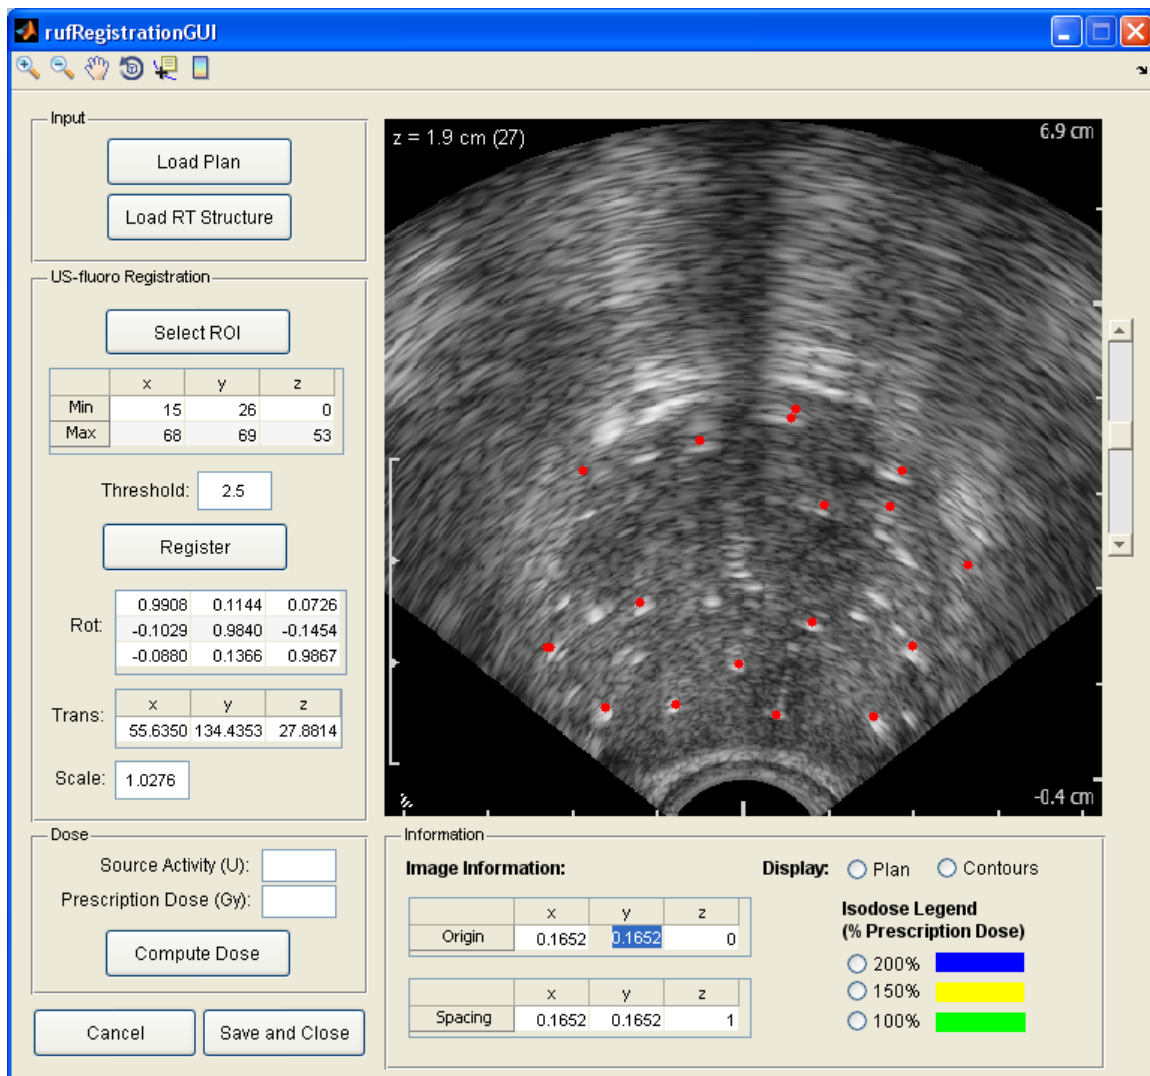 rufRegistrationGUI
Input
Load Plan
Load RT Structure
US-fluoro Registration
Select ROI
x y z
Min 15 26 0
Max 68 69 53
Threshold: 2.5
Register
Rot:
0.9908 0.1144 0.0726
-0.1029 0.9840 -0.1454
-0.0880 0.1366 0.9867
Trans:
x y z
55.6350 134.4353 27.8814
Scale: 1.0276
Dose
Source Activity (U):
Prescription Dose (Gy):
Compute Dose
Cancel Save and Close
z = 1.9 cm (27)
6.9 cm
-0.4 cm
Information
Image Information:
x y z
Origin 0.1652 0.1652 0
x y z
Spacing 0.1652 0.1652 1
Display: Plan Contours
Isodose Legend
(% Prescription Dose)
200%
150%
100%